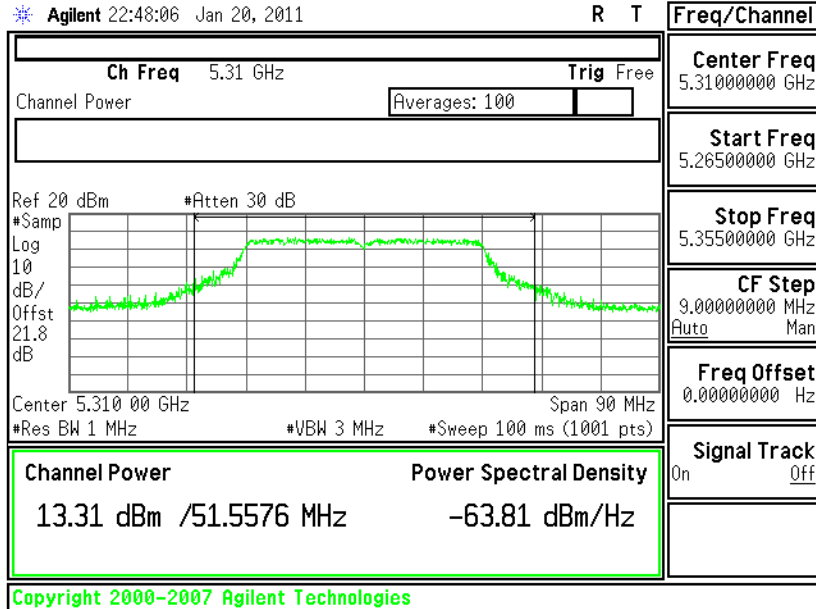 Agilent 22:48:06 Jan 20, 2011 R T
Freq/Channel
Ch Freq 5.31 GHz Trig Free
Channel Power Averages: 100
Center Freq
5.31000000 GHz
Start Freq
5.26500000 GHz
Stop Freq
5.35500000 GHz
CF Step
9.00000000 MHz
Auto Man
Freq Offset
0.00000000 Hz
Signal Track
On Off
Ref 20 dBm #Atten 30 dB
#Samp
Log
10
dB/
Offst
21.8
dB
Center 5.310 00 GHz Span 90 MHz
#Res BW 1 MHz #VBW 3 MHz #Sweep 100 ms (1001 pts)
Channel Power Power Spectral Density
13.31 dBm /51.5576 MHz -63.81 dBm/Hz
Copyright 2000-2007 Agilent Technologies